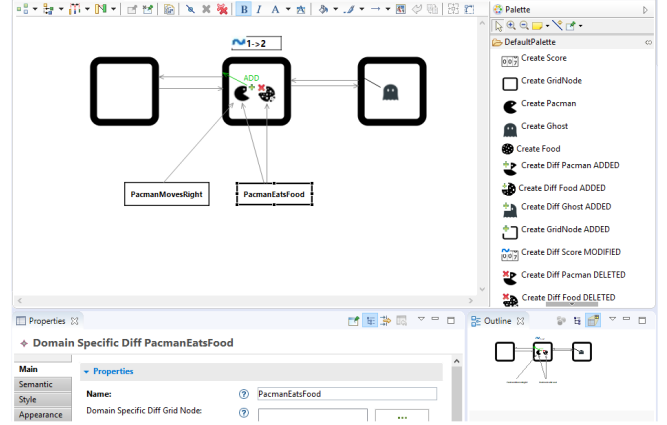 B I A
Palette
1->2
DefaultPalette
ADD
Create Score
Create GridNode
Create Pacman
Create Ghost
Create Food
Create Diff Pacman ADDED
Create Diff Food ADDED
Create Diff Ghost ADDED
Create GridNode ADDED
Create Diff Score MODIFIED
Create Diff Pacman DELETED
Create Diff Food DELETED
PacmanMovesRight
PacmanEatsFood
Properties
Outline
Domain Specific Diff PacmanEatsFood
Main
Semantic
Style
Appearance
Properties
Name:
PacmanEatsFood
Domain Specific Diff Grid Node:
...